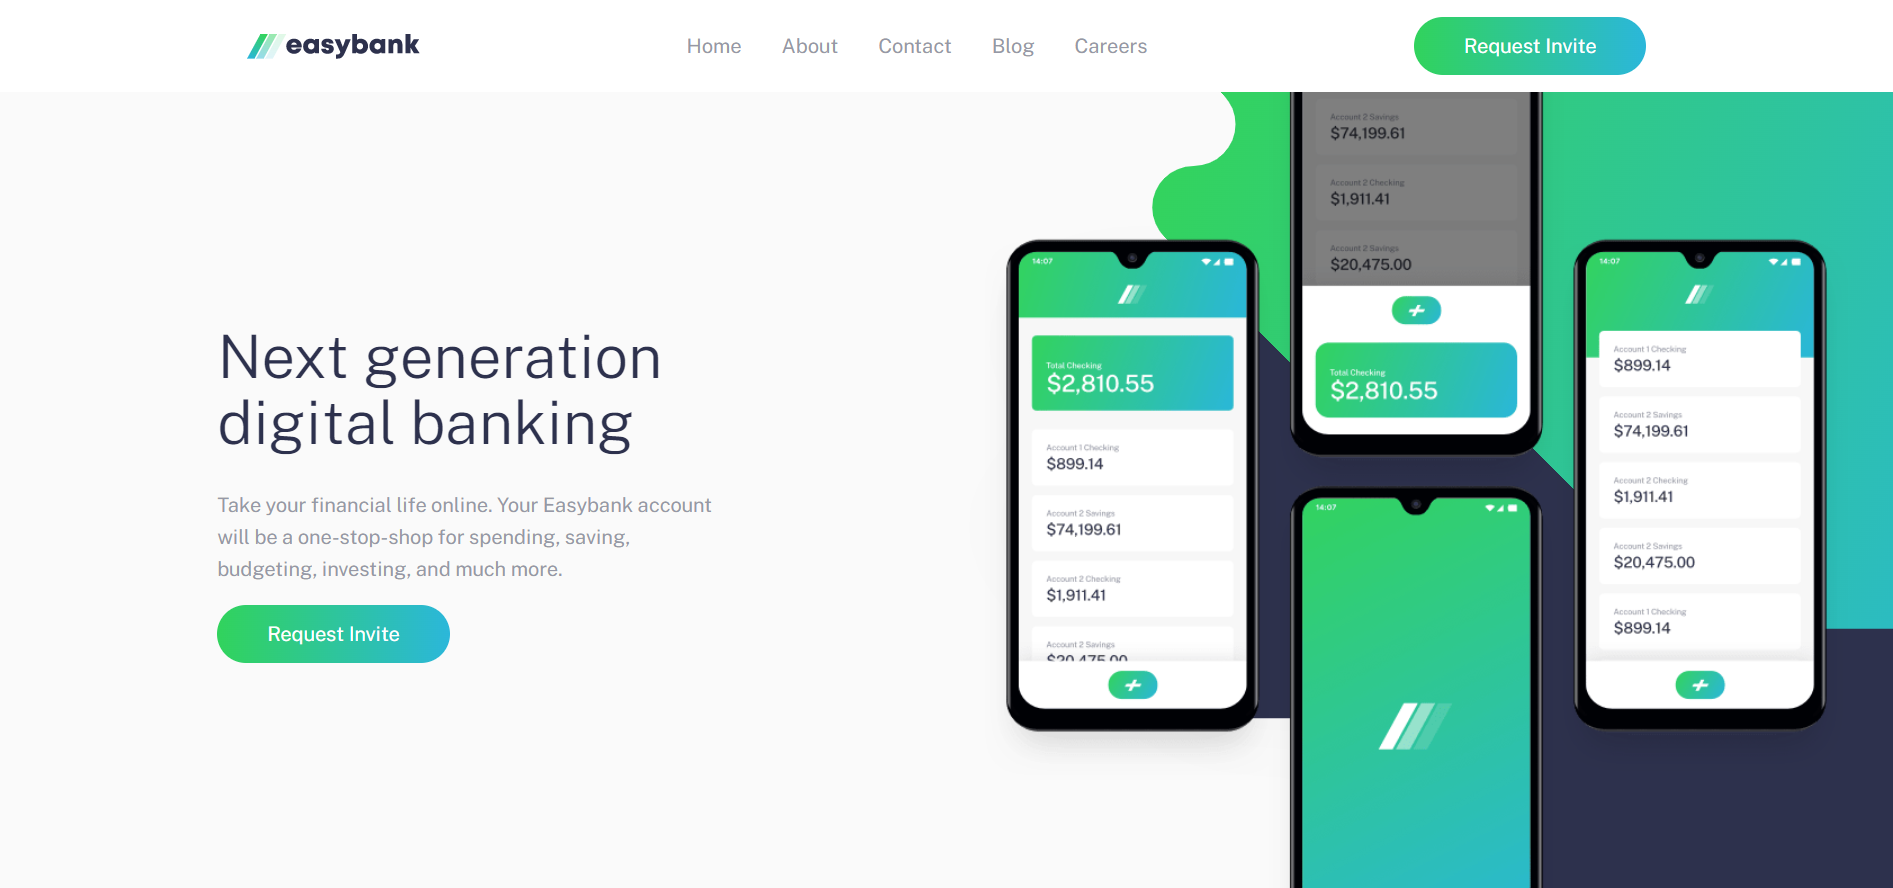 easybank
Home About Contact Blog Careers
Request Invite
Next generation
digital banking
Take your financial life online. Your Easybank account
will be a one-stop-shop for spending, saving,
budgeting, investing, and much more.
Request Invite
14:07
Total Checking
$2,810.55
Account 1 Checking
$899.14
Account 2 Savings
$74,199.61
Account 2 Checking
$1,911.41
Account 2 Savings
$20,475.00
Account 2 Savings
$74,199.61
Account 2 Checking
$1,911.41
Account 2 Savings
$20,475.00
Total Checking
$2,810.55
14:07
14:07
Account 1 Checking
$899.14
Account 2 Savings
$74,199.61
Account 2 Checking
$1,911.41
Account 2 Savings
$20,475.00
Account 1 Checking
$899.14